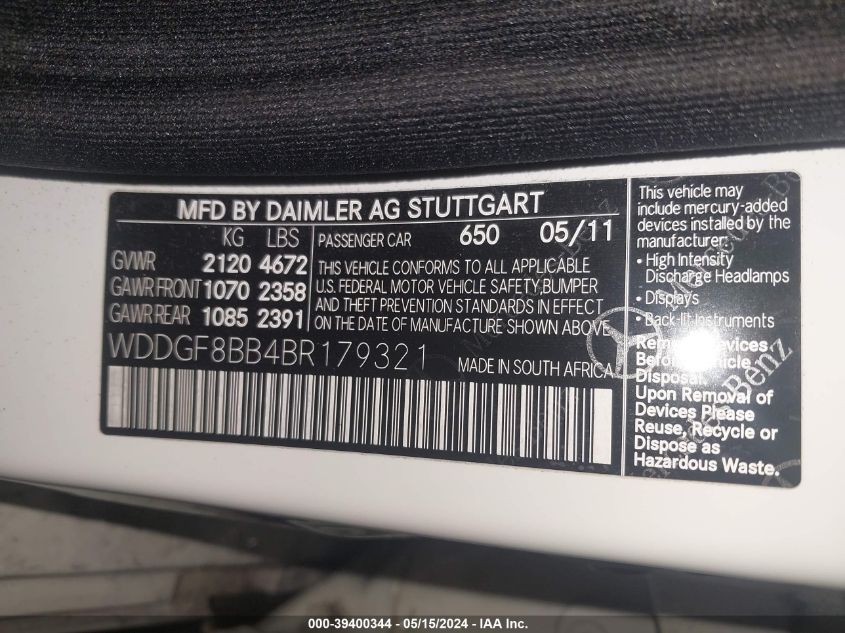 MFD BY DAIMLER AG STUTTGART
KG LBS
GVWR 2120 4672
GAWR FRONT 1070 2358
GAWR REAR 1085 2391
PASSENGER CAR 650 05/11
THIS VEHICLE CONFORMS TO ALL APPLICABLE
U.S. FEDERAL MOTOR VEHICLE SAFETY,BUMPER
AND THEFT PREVENTION STANDARDS IN EFFECT
ON THE DATE OF MANUFACTURE SHOWN ABOVE.
WDDGF8BB4BR179321
MADE IN SOUTH AFRICA
This vehicle may
include mercury-added
devices installed by the
manufacturer:
• High Intensity
Discharge Headlamps
• Displays
• Back-lit Instruments
Remove Devices
Before
Disposal.
Upon Removal of
Devices Please
Reuse, Recycle or
Dispose as
Hazardous Waste.
000-39400344 - 05/15/2024 - IAA Inc.